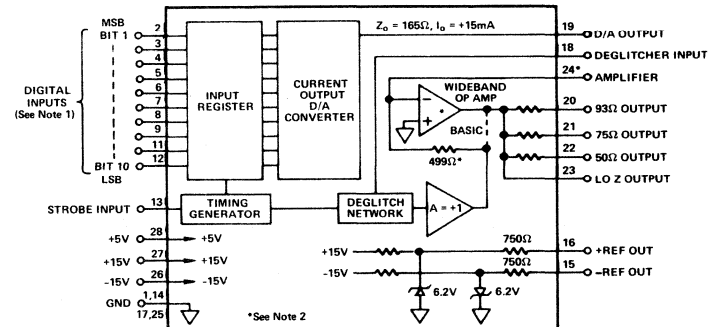 MSB
BIT 1
2
3
4
5
6
7
8
9
11
12
BIT 10
LSB
DIGITAL
INPUTS
(See Note 1)
INPUT
REGISTER
CURRENT
OUTPUT
D/A
CONVERTER
Zo = 165Ω, Io = +15mA
19
D/A OUTPUT
18
DEGLITCHER INPUT
24*
AMPLIFIER
WIDEBAND
OP AMP
−
*
+
BASIC
499Ω*
20
93Ω OUTPUT
21
75Ω OUTPUT
22
50Ω OUTPUT
23
LO Z OUTPUT
STROBE INPUT
13
TIMING
GENERATOR
DEGLITCH
NETWORK
A = +1
+5V
28
+5V
+15V
27
+15V
-15V
26
-15V
GND
1,14
17,25
*See Note 2
+15V
750Ω
16
+REF OUT
-15V
750Ω
15
−REF OUT
6.2V
6.2V